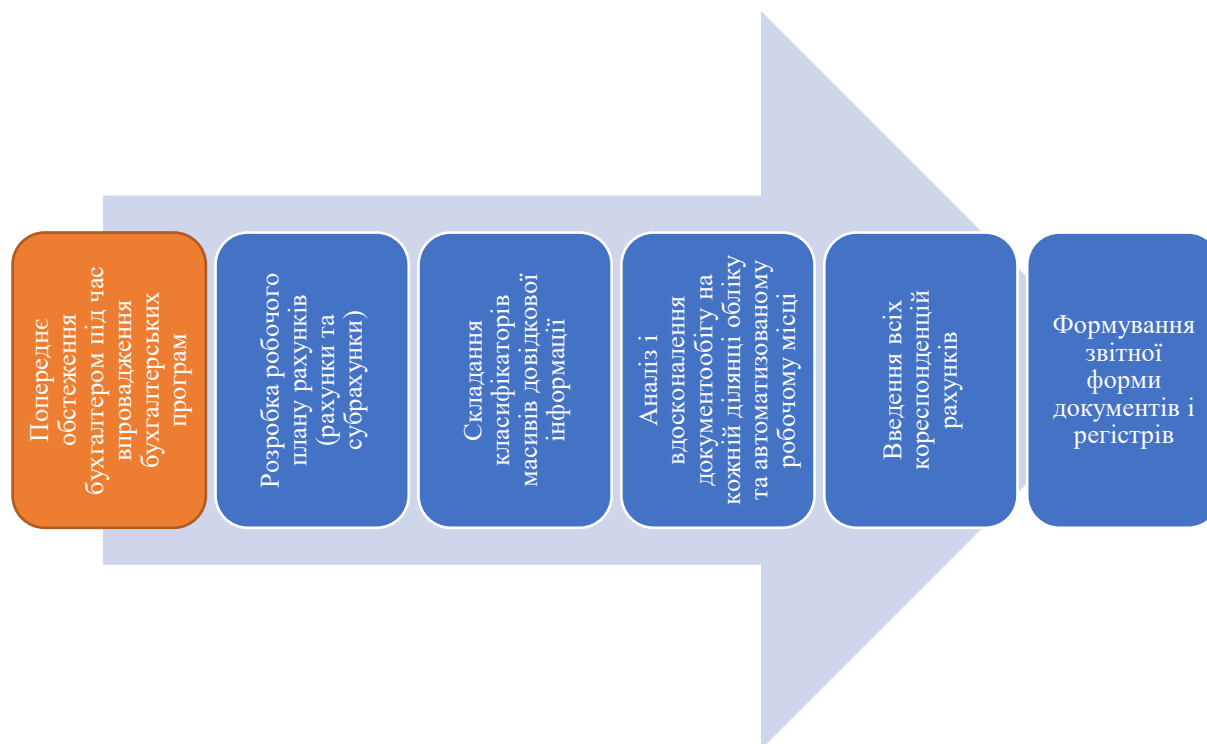 Попереднє
обстеження
бухгалтером під час
впровадження
бухгалтерських
програм
Розробка робочого
плану рахунків
(рахунки та
субрахунки)
Складання
класифікаторів
масивів довідкової
інформації
Аналіз і
вдосконалення
документообігу на
кожній ділянці обліку
та автоматизованому
робочому місці
Введення всіх
кореспонденцій
рахунків
Формування
звітної
форми
документів і
регістрів